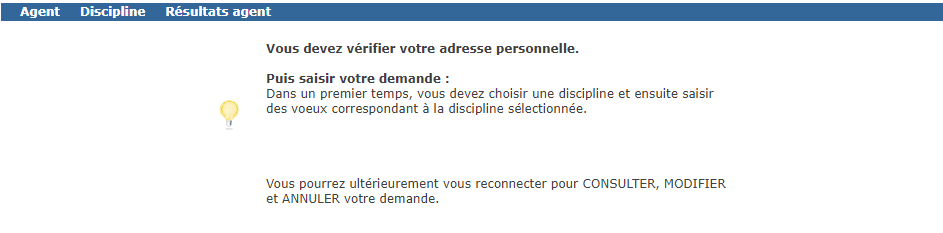 Agent Discipline Résultats agent
Vous devez vérifier votre adresse personnelle.
Puis saisir votre demande :
Dans un premier temps, vous devez choisir une discipline et ensuite saisir
des voeux correspondant à la discipline sélectionnée.
Vous pourrez ultérieurement vous reconnecter pour CONSULTER, MODIFIER
et ANNULER votre demande.